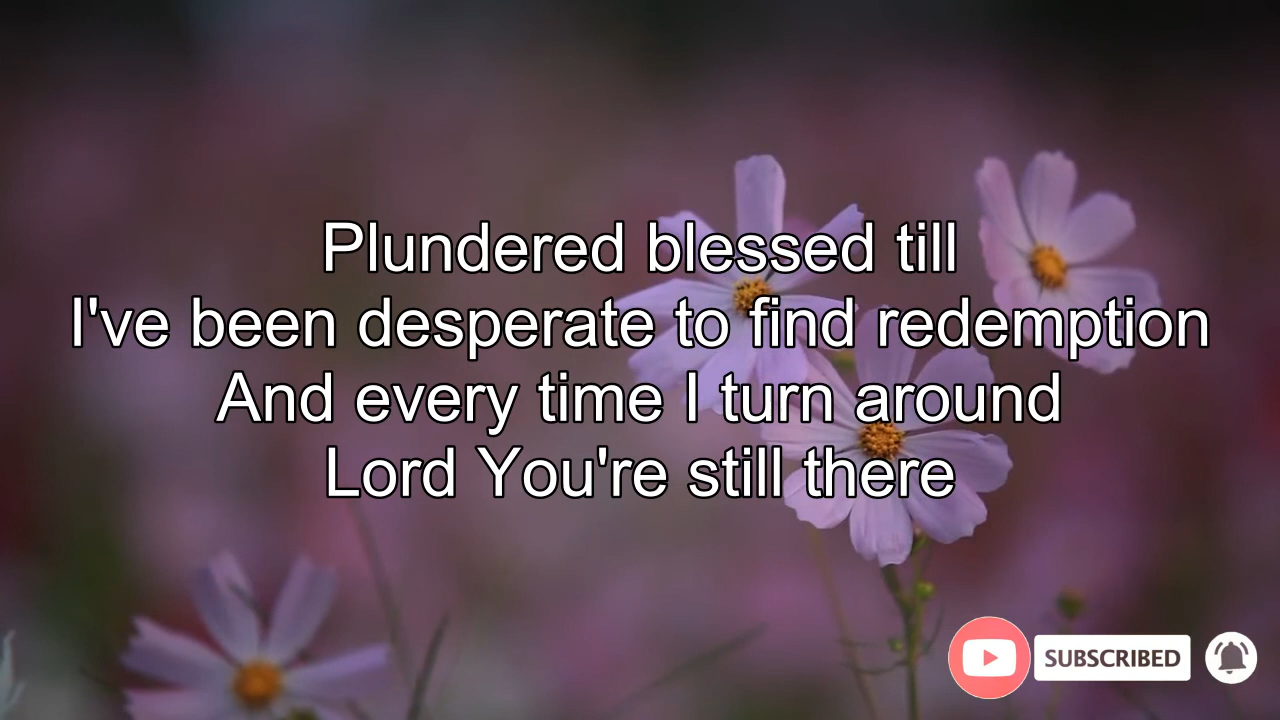 Plundered blessed till
I've been desperate to find redemption
And every time I turn around
Lord You're still there
SUBSCRIBED